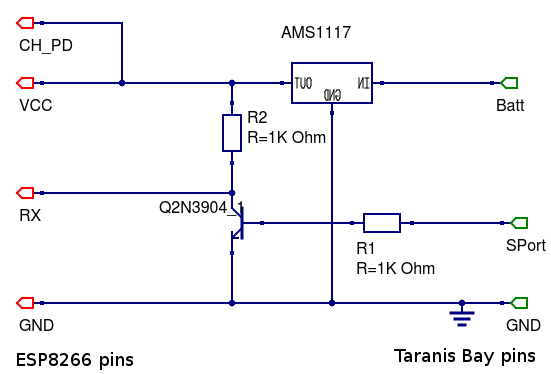 AMS1117
CH_PD
OUT
IN
GND
VCC
Batt
R2
R=1K Ohm
RX
Q2N3904_1
R1
R=1K Ohm
SPort
GND
GND
ESP8266 pins
Taranis Bay pins